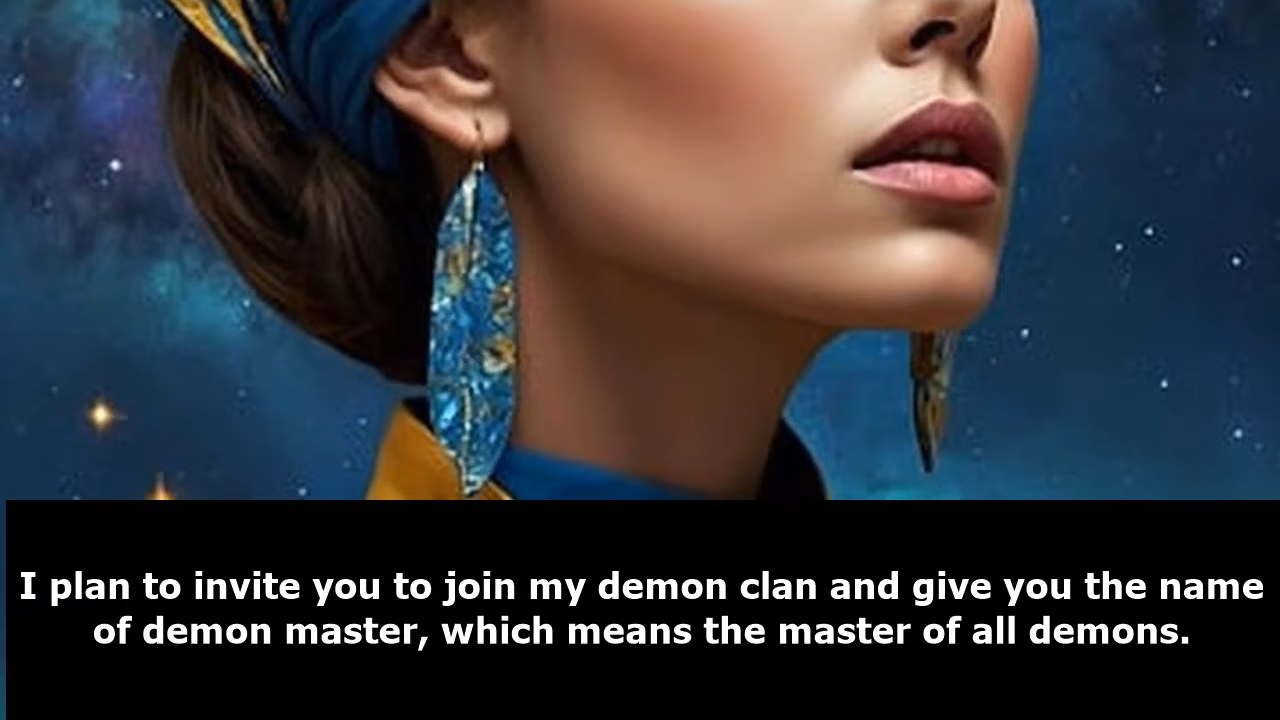 I plan to invite you to join my demon clan and give you the name
of demon master, which means the master of all demons.